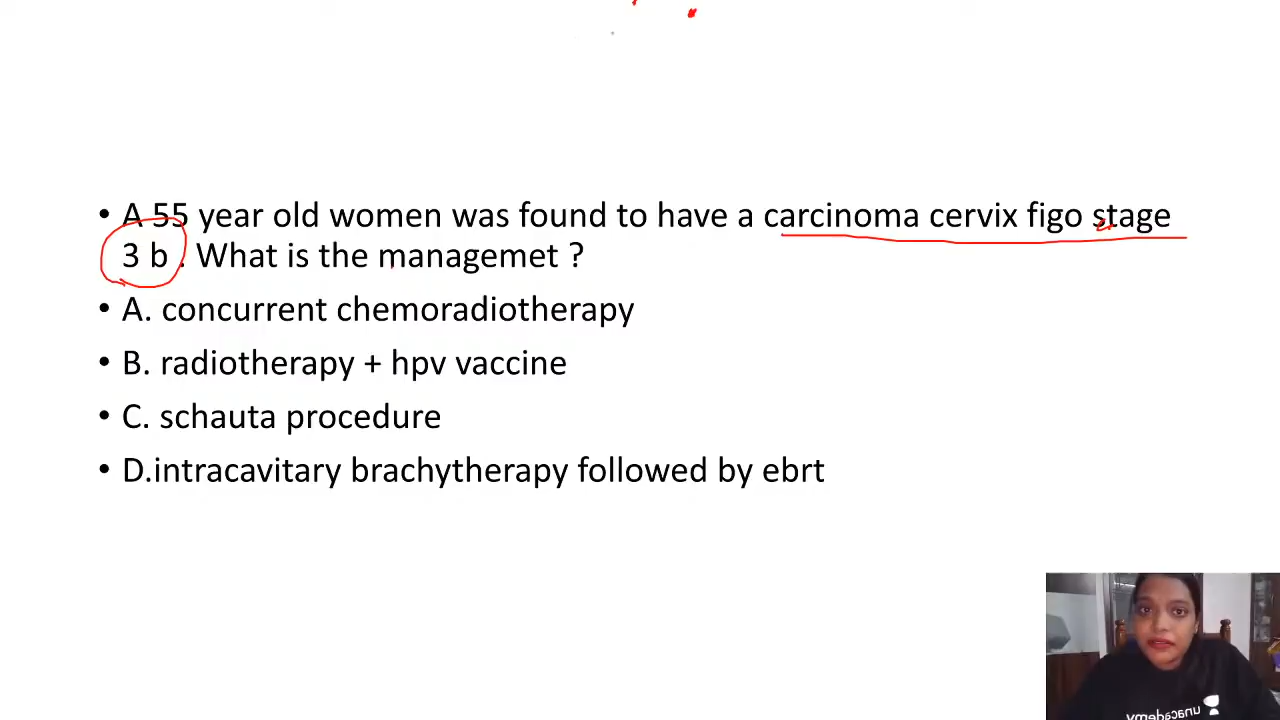 • A 55 year old women was found to have a carcinoma cervix figo stage
3 b . What is the managemet ?
• A. concurrent chemoradiotherapy
• B. radiotherapy + hpv vaccine
• C. schauta procedure
• D.intracavitary brachytherapy followed by ebrt
unacademy